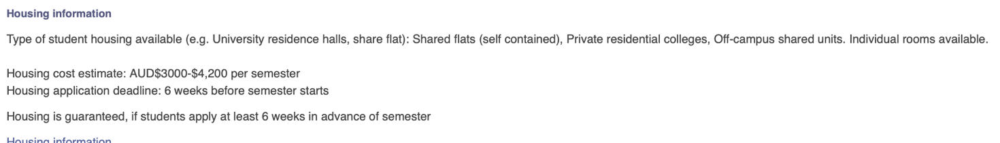 Housing information
Type of student housing available (e.g. University residence halls, share flat): Shared flats (self contained), Private residential colleges, Off-campus shared units. Individual rooms available.
Housing cost estimate: AUD$3000-$4,200 per semester
Housing application deadline: 6 weeks before semester starts
Housing is guaranteed, if students apply at least 6 weeks in advance of semester
Housing information